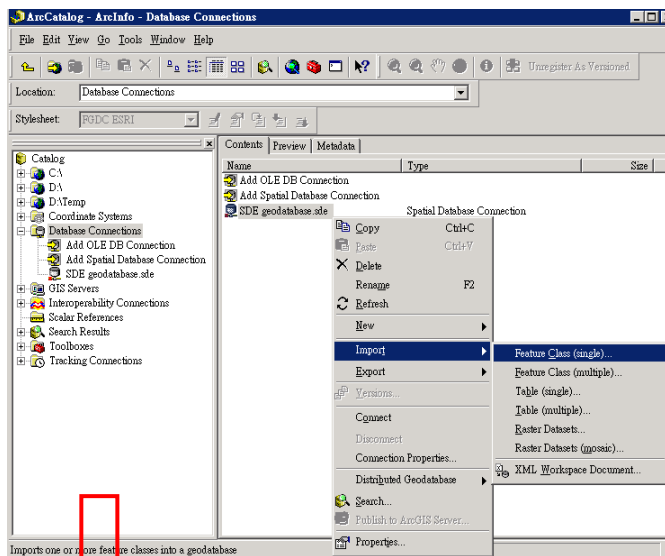 ArcCatalog - ArcInfo - Database Connections
File Edit View Go Tools Window Help
Unregister As Versioned
Location: Database Connections
Stylesheet: FGDC ESRI
Contents Preview Metadata
Catalog
C:\
D:\
D:\Temp
Coordinate Systems
Database Connections
Add OLE DB Connection
Add Spatial Database Connection
SDE geodatabase.sde
GIS Servers
Interoperability Connections
Scalar References
Search Results
Toolboxes
Tracking Connections
Name Type Size
Add OLE DB Connection
Add Spatial Database Connection
SDE geodatabase.sde Spatial Database Connection
Copy Ctrl+C
Paste Ctrl+V
Delete
Rename F2
Refresh
New
Import
Export
Versions...
Connect
Disconnect
Connection Properties...
Distributed Geodatabase
Search...
Publish to ArcGIS Server...
Properties...
Feature Class (single)...
Feature Class (multiple)...
Table (single)...
Table (multiple)...
Raster Datasets...
Raster Datasets (mosaic)...
XML Workspace Document...
Imports one or more feature classes into a geodatabase